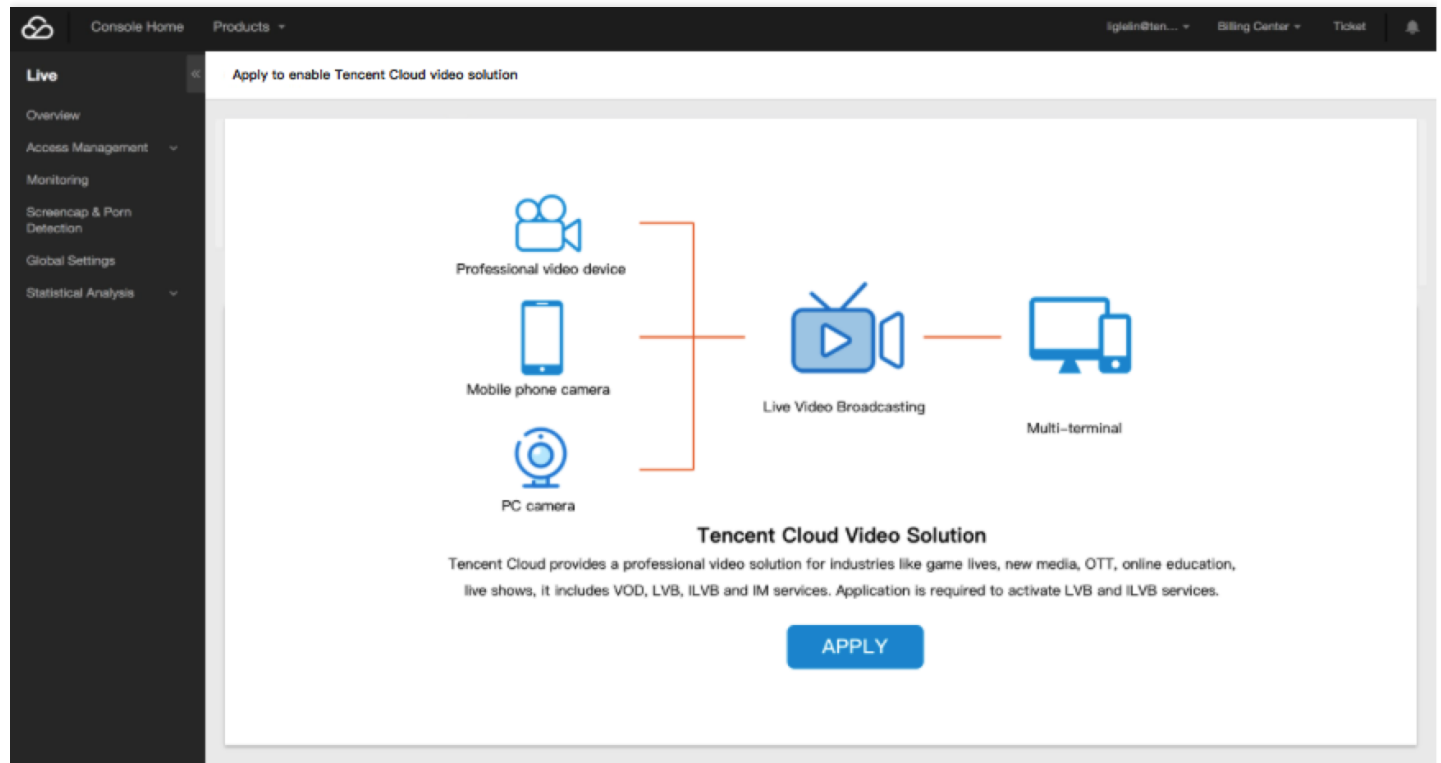 Console Home Products liglelin@ten... Billing Center Ticket
Live
Apply to enable Tencent Cloud video solution
Overview
Access Management
Monitoring
Screencap & Porn
Detection
Global Settings
Statistical Analysis
Professional video device
Mobile phone camera
Live Video Broadcasting
Multi-terminal
PC camera
Tencent Cloud Video Solution
Tencent Cloud provides a professional video solution for industries like game lives, new media, OTT, online education,
live shows, it includes VOD, LVB, ILVB and IM services. Application is required to activate LVB and ILVB services.
APPLY